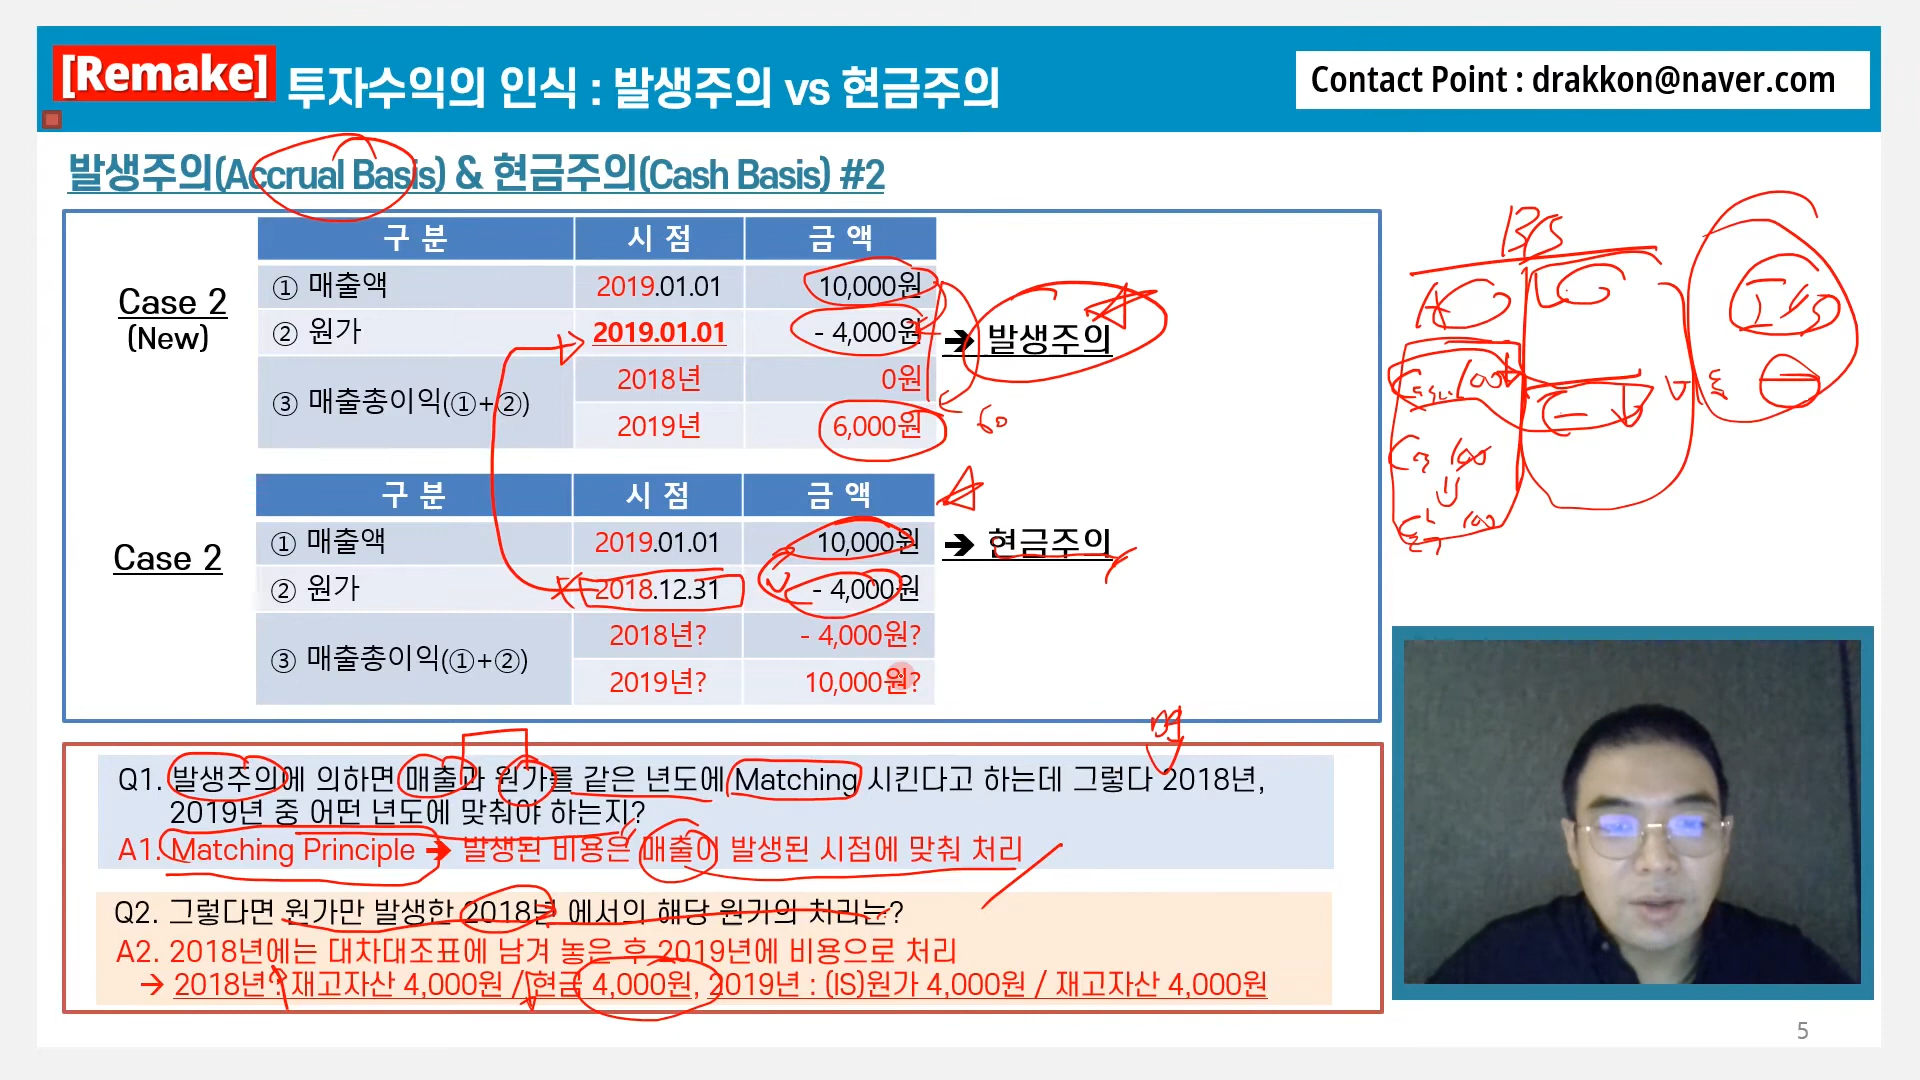 [Remake] 투자수익의 인식 : 발생주의 vs 현금주의
Contact Point : drakkon@naver.com
발생주의(Accrual Basis) & 현금주의(Cash Basis) #2
Case 2
(New)
구 분 시 점 금 액
① 매출액 2019.01.01 10,000원
② 원가 2019.01.01 - 4,000원
③ 매출총이익(①+②) 2018년 0원
2019년 6,000원
➔ 발생주의
60
Case 2
구 분 시 점 금 액
① 매출액 2019.01.01 10,000원
② 원가 2018.12.31 - 4,000원
③ 매출총이익(①+②) 2018년? - 4,000원?
2019년? 10,000원?
➔ 현금주의
B/S
A
L
I/S
Q1. 발생주의에 의하면 매출과 원가를 같은 년도에 Matching 시킨다고 하는데 그렇다 2018년,
2019년 중 어떤 년도에 맞춰야 하는지?
A1. Matching Principle ➔ 발생된 비용은 매출이 발생된 시점에 맞춰 처리
Q2. 그렇다면 원가만 발생한 2018년 에서의 해당 원가의 처리는?
A2. 2018년에는 대차대조표에 남겨 놓은 후 2019년에 비용으로 처리
→ 2018년 : 재고자산 4,000원 / 현금 4,000원, 2019년 : (IS)원가 4,000원 / 재고자산 4,000원
5